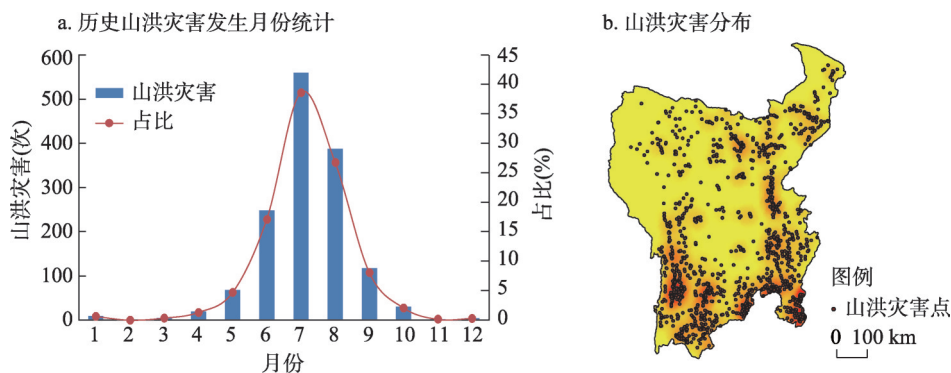 a. 历史山洪灾害发生月份统计
山洪灾害(次)
600
500
400
300
200
100
0
山洪灾害
占比
45
40
35
30
25
20
15
10
5
0
占比(%)
1 2 3 4 5 6 7 8 9 10 11 12
月份
b. 山洪灾害分布
图例
山洪灾害点
0 100 km